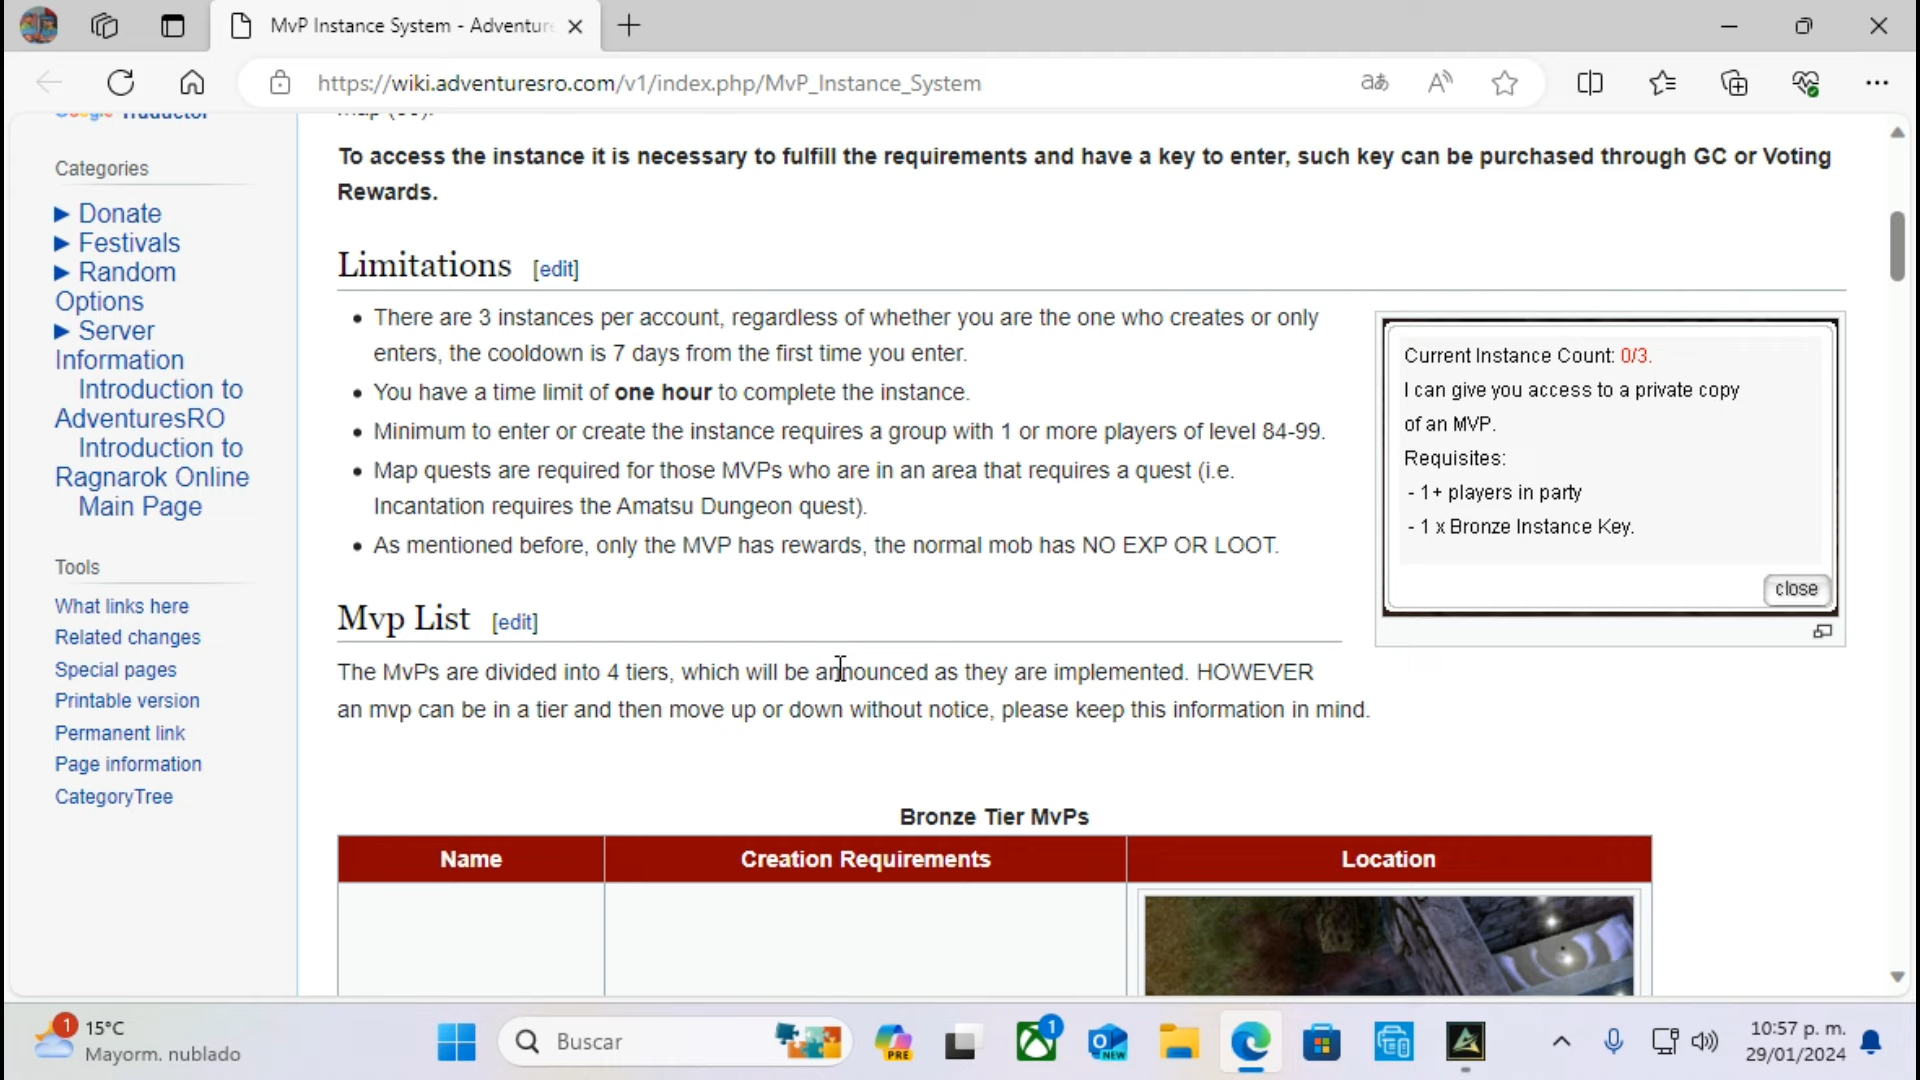 MvP Instance System - Adventur
https://wiki.adventuresro.com/v1/index.php/MvP_Instance_System
Categories
► Donate
► Festivals
► Random
Options
► Server
Information
Introduction to
AdventuresRO
Introduction to
Ragnarok Online
Main Page
Tools
What links here
Related changes
Special pages
Printable version
Permanent link
Page information
CategoryTree
To access the instance it is necessary to fulfill the requirements and have a key to enter, such key can be purchased through GC or Voting
Rewards.
Limitations [edit]
• There are 3 instances per account, regardless of whether you are the one who creates or only
enters, the cooldown is 7 days from the first time you enter.
• You have a time limit of one hour to complete the instance.
• Minimum to enter or create the instance requires a group with 1 or more players of level 84-99.
• Map quests are required for those MVPs who are in an area that requires a quest (i.e.
Incantation requires the Amatsu Dungeon quest).
• As mentioned before, only the MVP has rewards, the normal mob has NO EXP OR LOOT.
Current Instance Count: 0/3.
I can give you access to a private copy
of an MVP.
Requisites:
- 1+ players in party
- 1 x Bronze Instance Key.
close
Mvp List [edit]
The MvPs are divided into 4 tiers, which will be announced as they are implemented. HOWEVER
an mvp can be in a tier and then move up or down without notice, please keep this information in mind.
Bronze Tier MvPs
Name Creation Requirements Location
1
15°C
Mayorm. nublado
Buscar
PRE
1
NEW
10:57 p. m.
29/01/2024